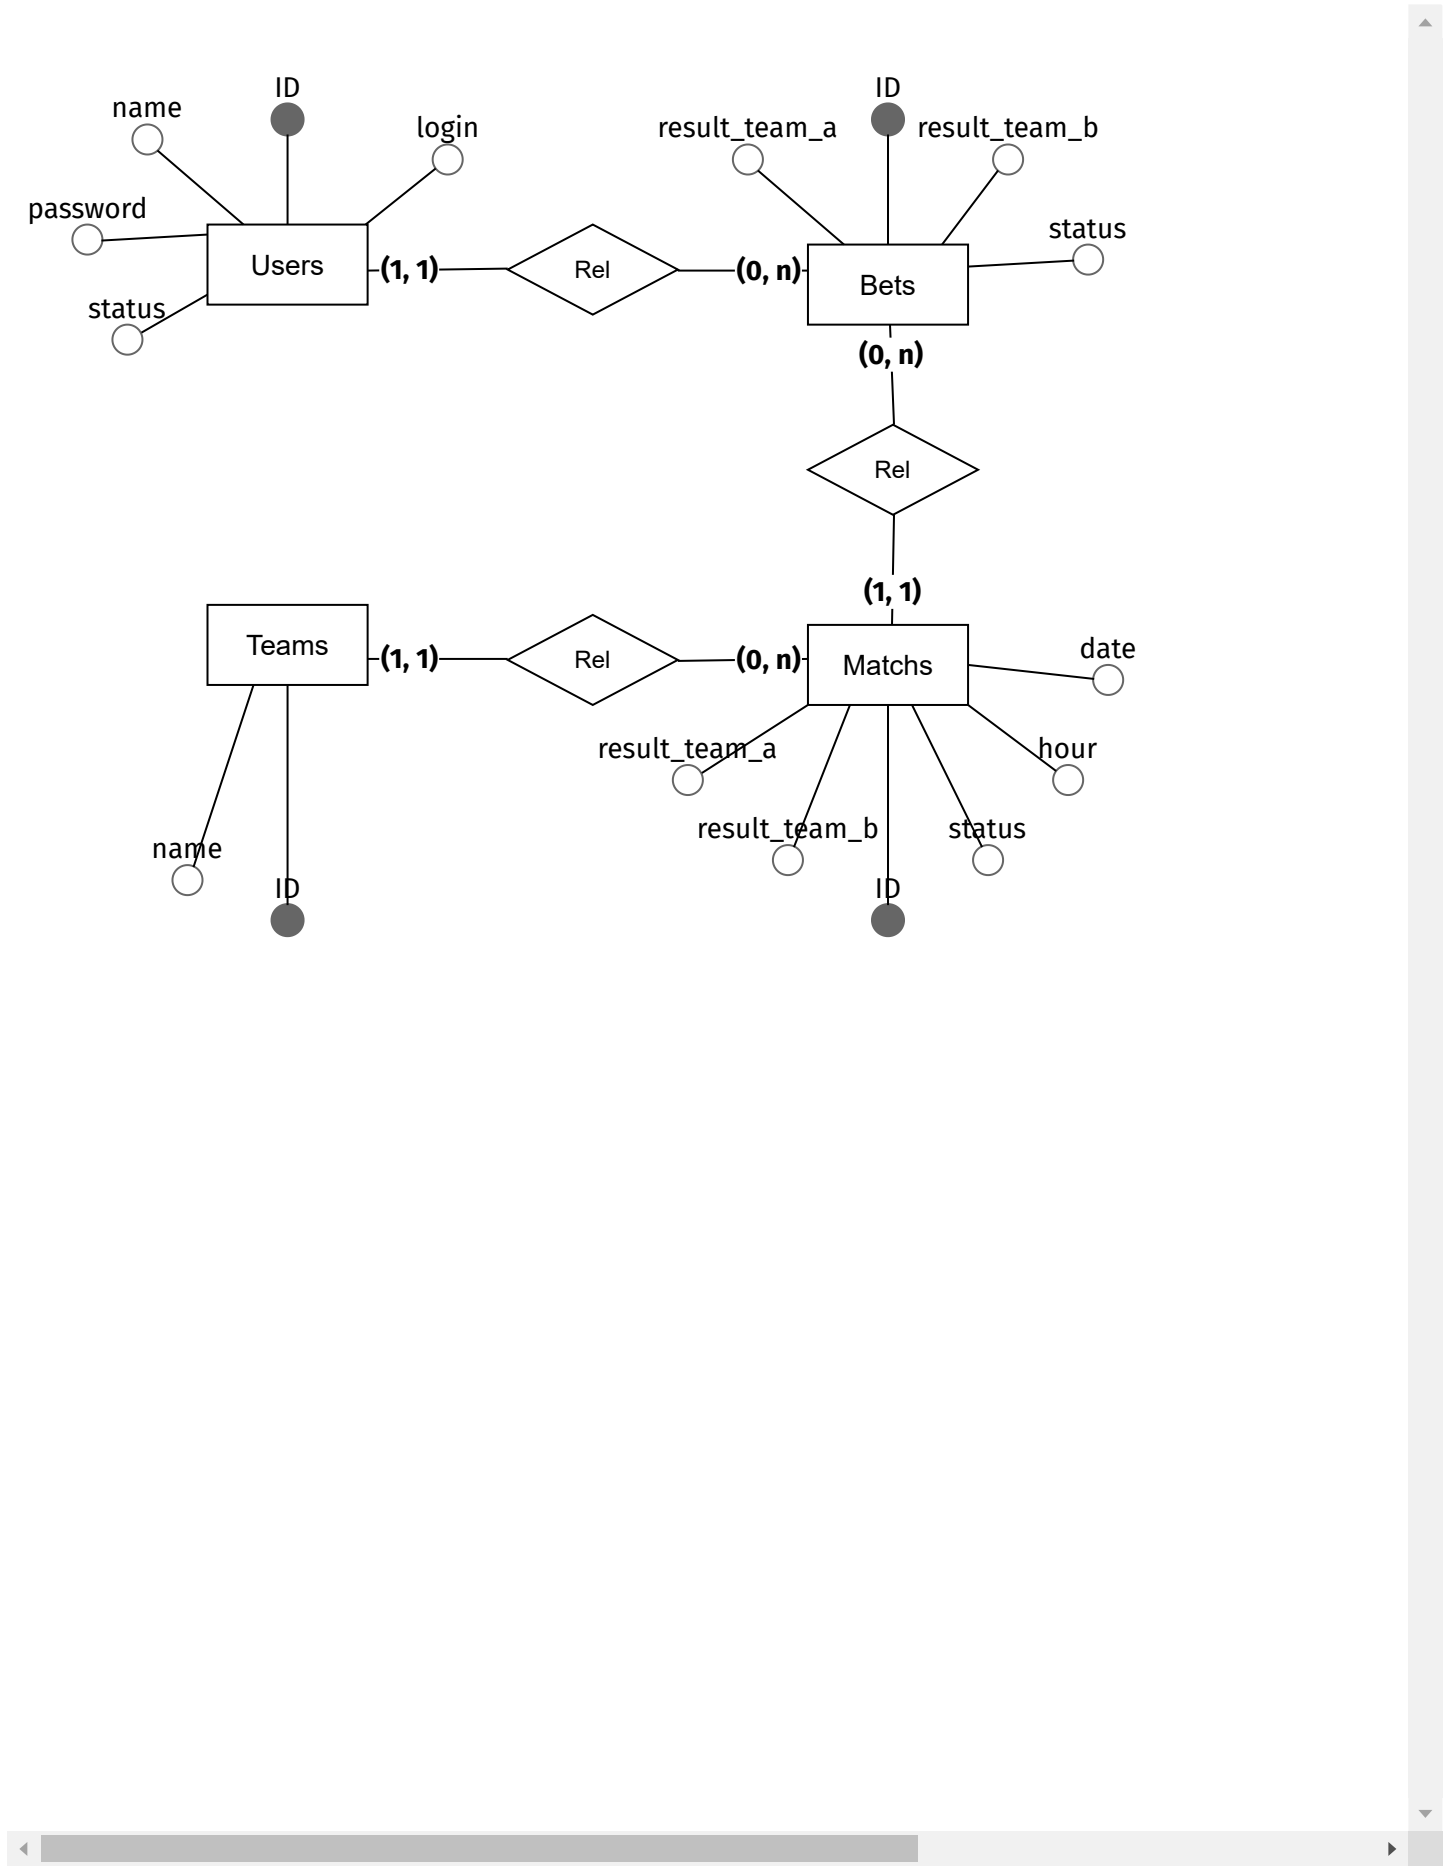 ID
name
login
password
status
Users
(1, 1)
Rel
(0, n)
ID
result_team_a
result_team_b
status
Bets
(0, n)
Rel
(1, 1)
Teams
(1, 1)
Rel
(0, n)
Matchs
date
result_team_a
hour
result_team_b
status
name
ID
ID